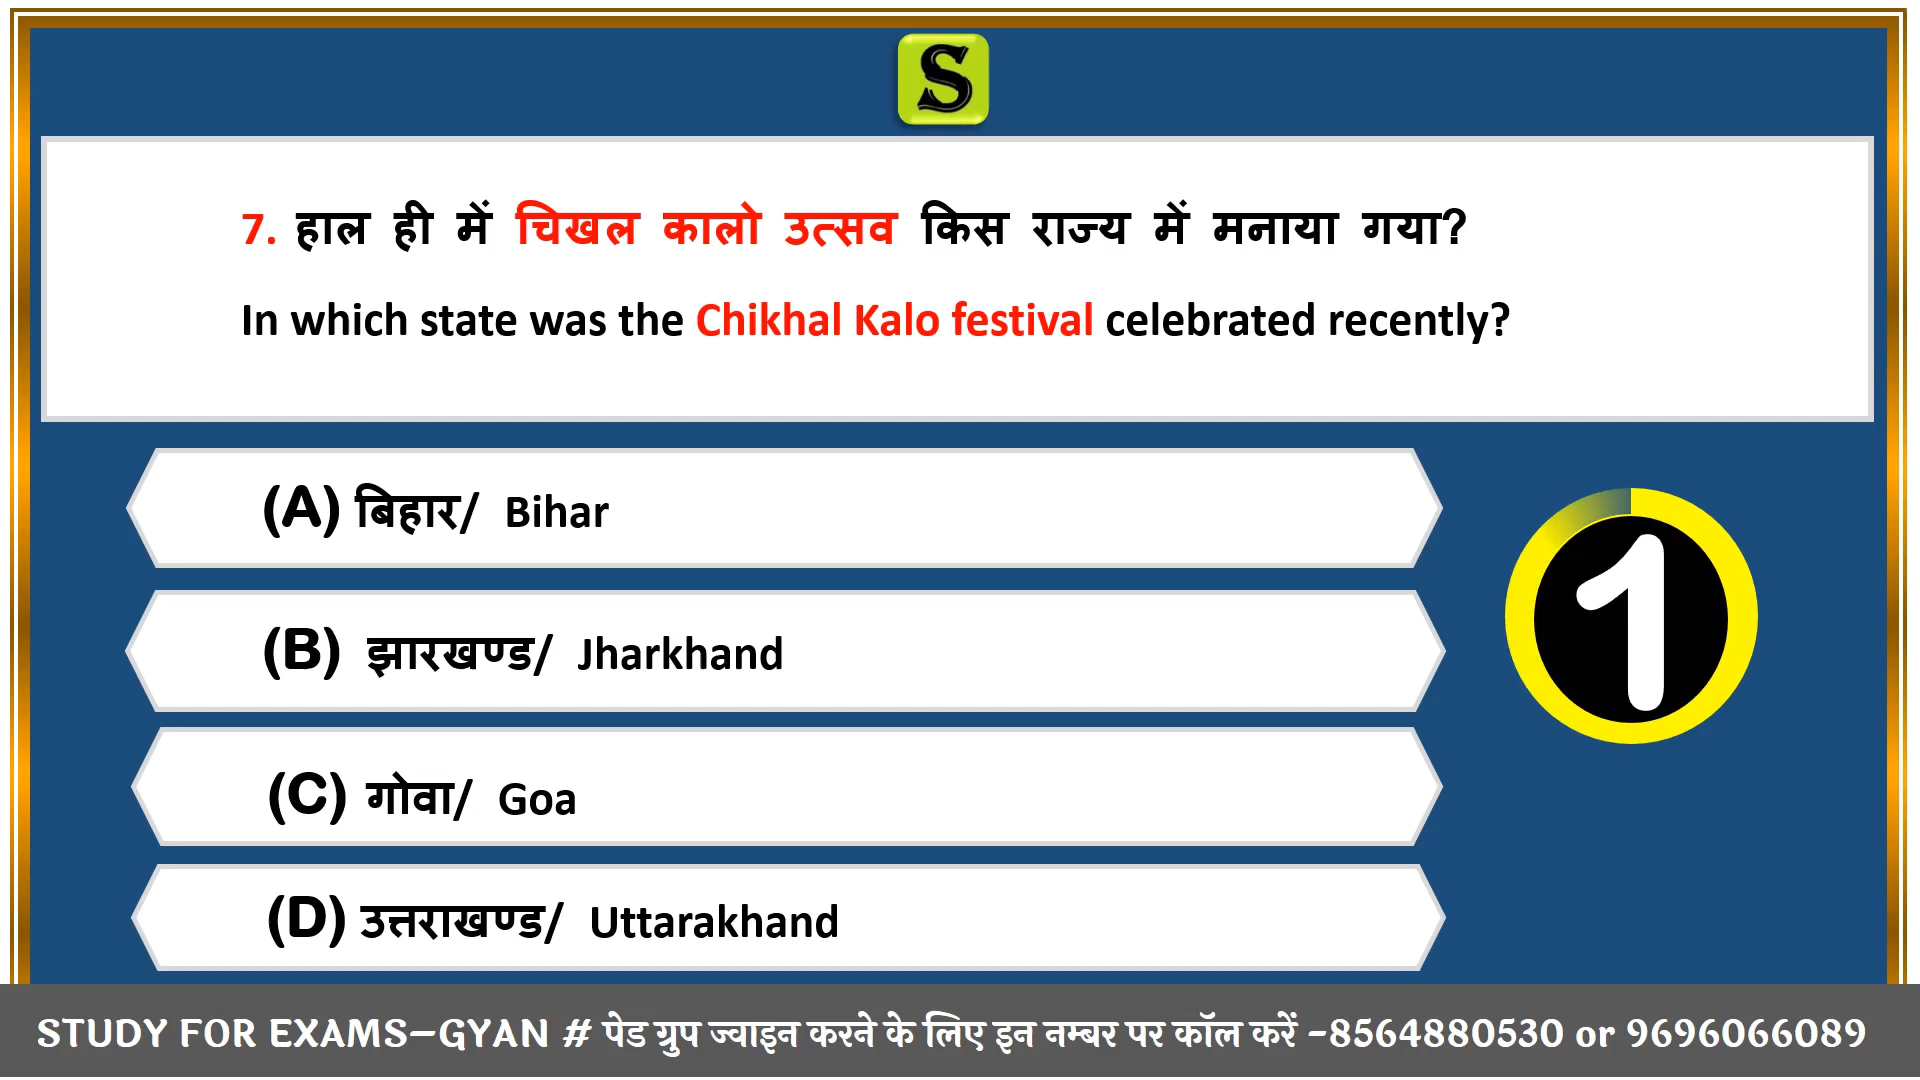 S
7. हाल ही में चिखल कालो उत्सव किस राज्य में मनाया गया?
In which state was the Chikhal Kalo festival celebrated recently?
(A) बिहार/ Bihar
(B) झारखण्ड/ Jharkhand
1
(C) गोवा/ Goa
(D) उत्तराखण्ड/ Uttarakhand
STUDY FOR EXAMS–GYAN # पेड ग्रुप ज्वाइन करने के लिए इन नम्बर पर कॉल करें -8564880530 or 9696066089